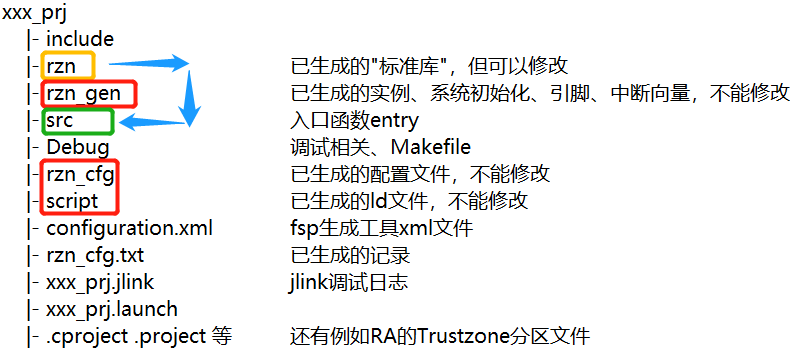 xxx_prj
|- include
|- rzn 已生成的"标准库"，但可以修改
|- rzn_gen 已生成的实例、系统初始化、引脚、中断向量，不能修改
|- src 入口函数entry
|- Debug 调试相关、Makefile
|- rzn_cfg 已生成的配置文件，不能修改
|- script 已生成的ld文件，不能修改
|- configuration.xml fsp生成工具xml文件
|- rzn_cfg.txt 已生成的记录
|- xxx_prj.jlink jlink调试日志
|- xxx_prj.launch
|- .cproject .project 等 还有例如RA的Trustzone分区文件